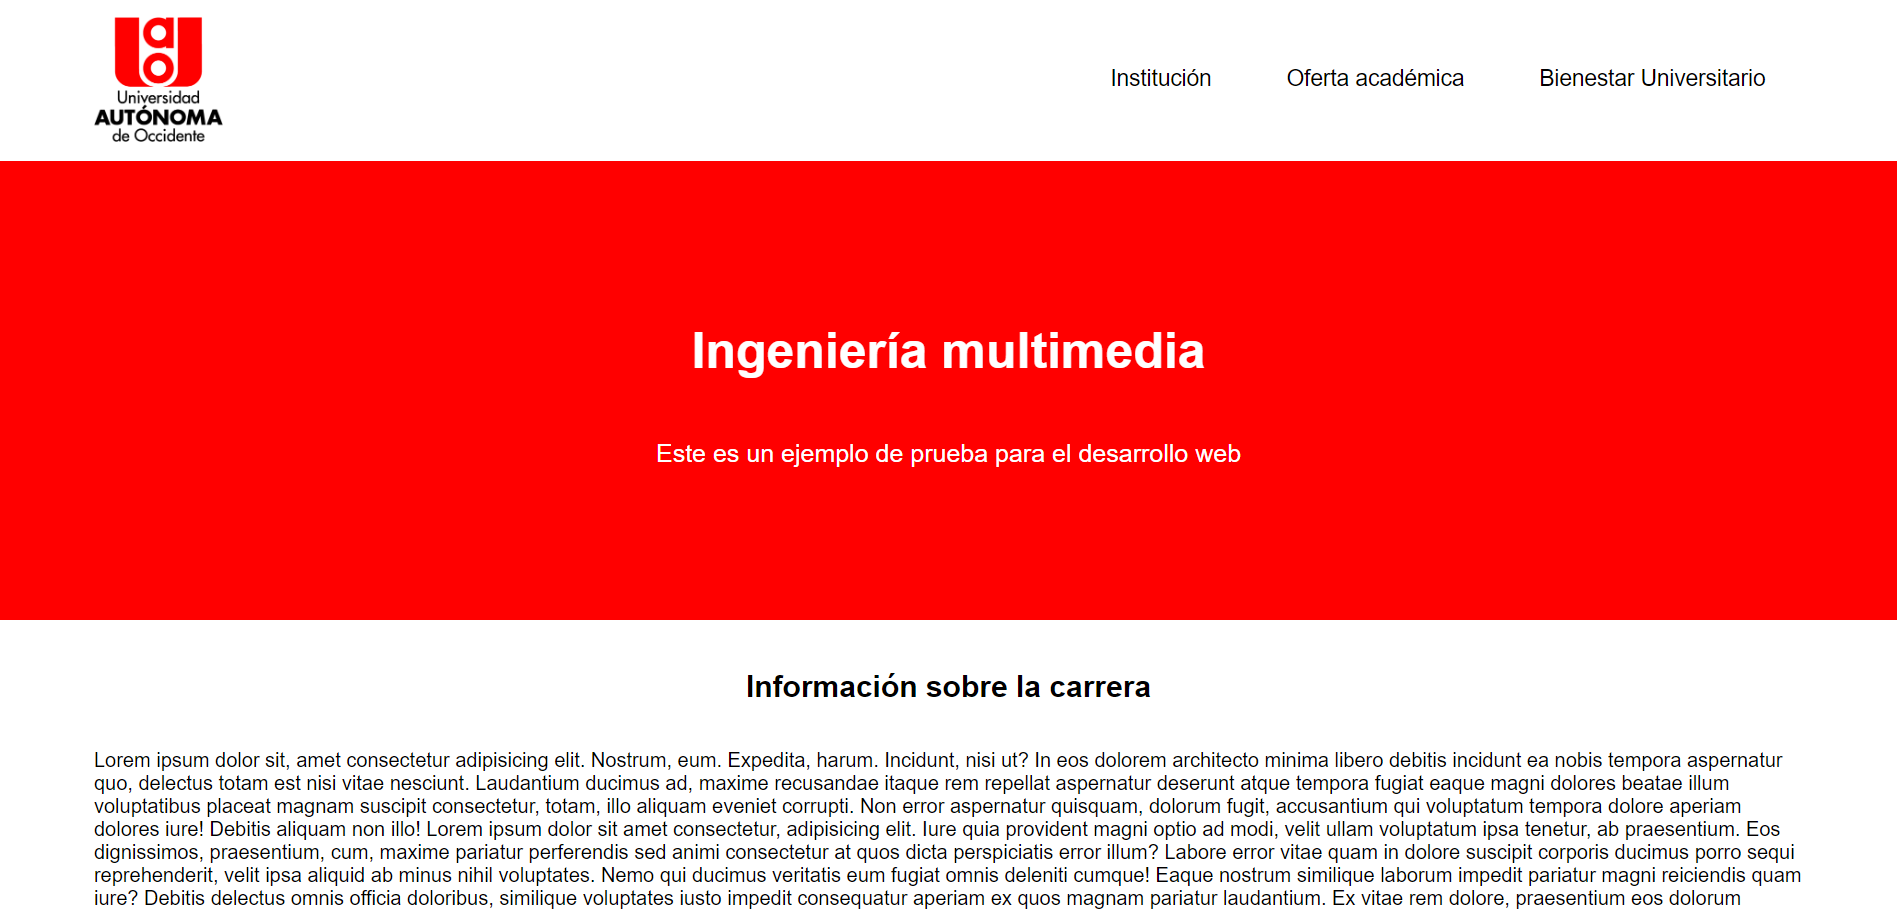 uao
Universidad
AUTÓNOMA
de Occidente
Institución
Oferta académica
Bienestar Universitario
Ingeniería multimedia
Este es un ejemplo de prueba para el desarrollo web
Información sobre la carrera
Lorem ipsum dolor sit, amet consectetur adipisicing elit. Nostrum, eum. Expedita, harum. Incidunt, nisi ut? In eos dolorem architecto minima libero debitis incidunt ea nobis tempora aspernatur
quo, delectus totam est nisi vitae nesciunt. Laudantium ducimus ad, maxime recusandae itaque rem repellat aspernatur deserunt atque tempora fugiat eaque magni dolores beatae illum
voluptatibus placeat magnam suscipit consectetur, totam, illo aliquam eveniet corrupti. Non error aspernatur quisquam, dolorum fugit, accusantium qui voluptatum tempora dolore aperiam
dolores iure! Debitis aliquam non illo! Lorem ipsum dolor sit amet consectetur, adipisicing elit. Iure quia provident magni optio ad modi, velit ullam voluptatum ipsa tenetur, ab praesentium. Eos
dignissimos, praesentium, cum, maxime pariatur perferendis sed animi consectetur at quos dicta perspiciatis error illum? Labore error vitae quam in dolore suscipit corporis ducimus porro sequi
reprehenderit, velit ipsa aliquid ab minus nihil voluptates. Nemo qui ducimus veritatis eum fugiat omnis deleniti cumque! Eaque nostrum similique laborum impedit pariatur magni reiciendis quam
iure? Debitis delectus omnis officia doloribus, similique voluptates iusto impedit consequatur aperiam ex quos magnam pariatur laudantium. Ex vitae rem dolore, praesentium eos dolorum